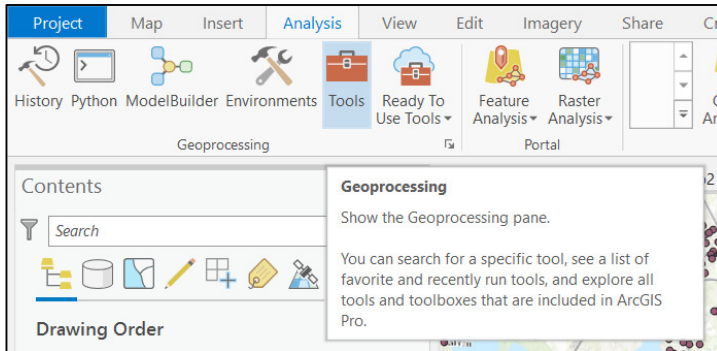 Project Map Insert Analysis View Edit Imagery Share
History Python ModelBuilder Environments Tools Ready To Use Tools Feature Analysis Raster Analysis
Geoprocessing Portal
Contents
Search
Drawing Order
Geoprocessing
Show the Geoprocessing pane.
You can search for a specific tool, see a list of
favorite and recently run tools, and explore all
tools and toolboxes that are included in ArcGIS
Pro.